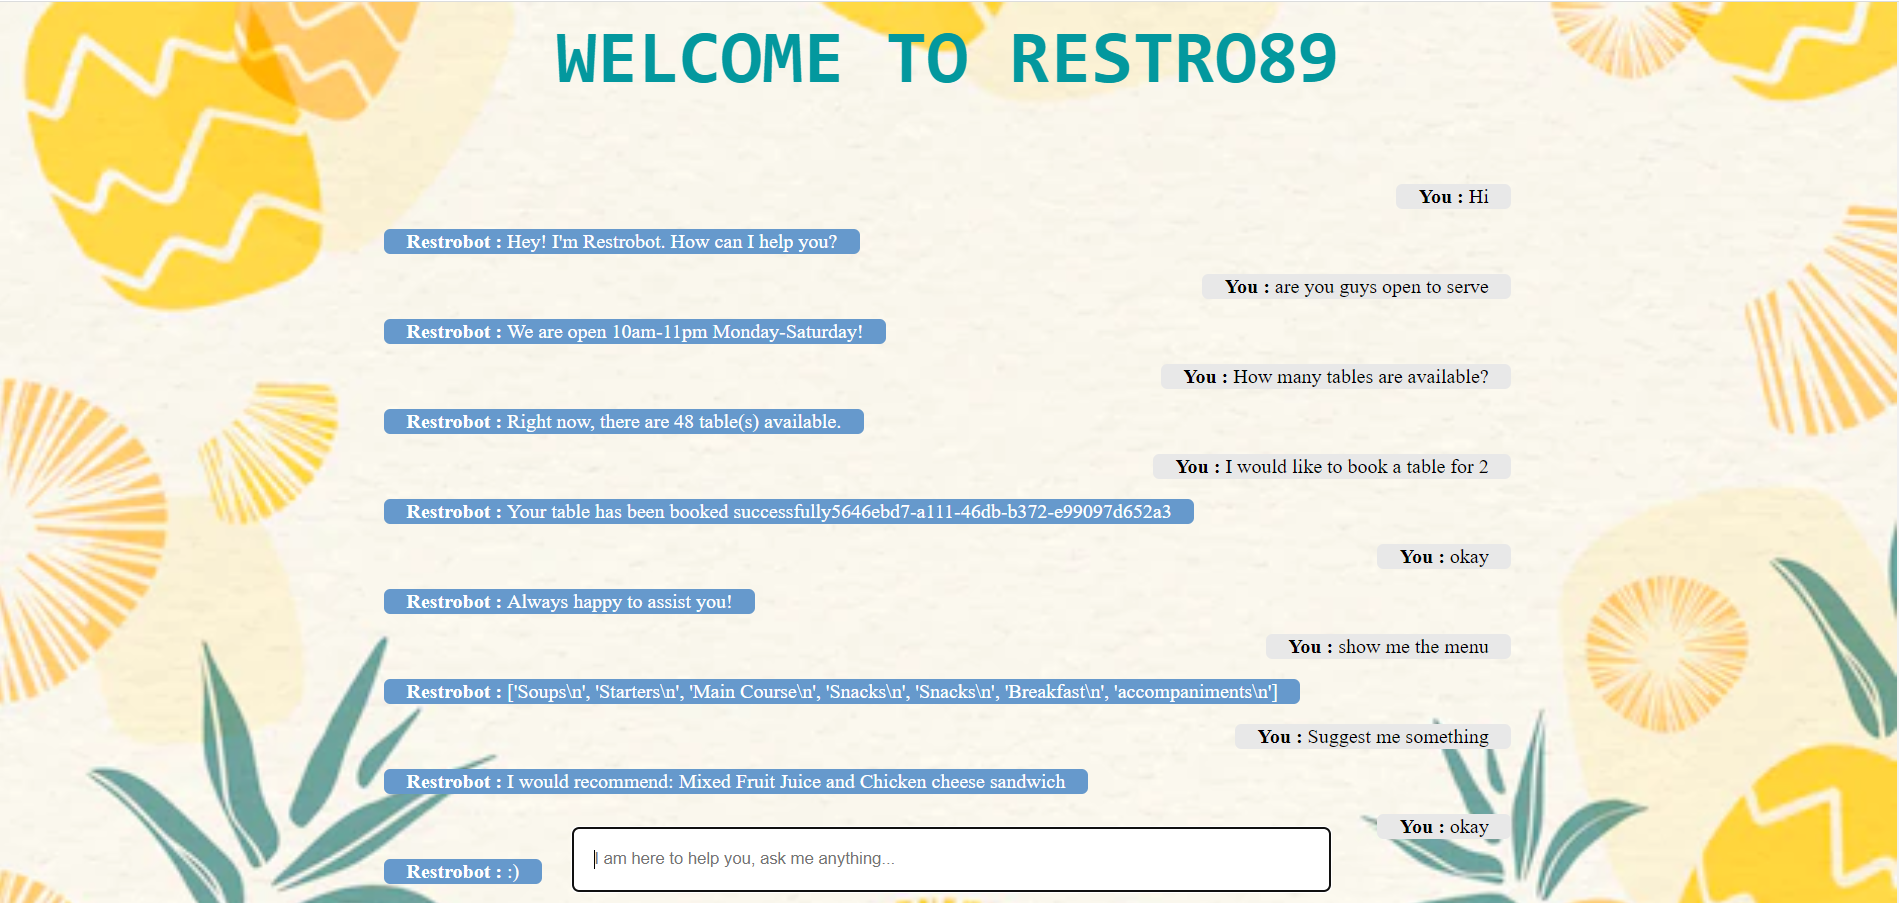 WELCOME TO RESTRO89
You : Hi
Restrobot : Hey! I'm Restrobot. How can I help you?
You : are you guys open to serve
Restrobot : We are open 10am-11pm Monday-Saturday!
You : How many tables are available?
Restrobot : Right now, there are 48 table(s) available.
You : I would like to book a table for 2
Restrobot : Your table has been booked successfully5646ebd7-a111-46db-b372-e99097d652a3
You : okay
Restrobot : Always happy to assist you!
You : show me the menu
Restrobot : ['Soups\n', 'Starters\n', 'Main Course\n', 'Snacks\n', 'Snacks\n', 'Breakfast\n', 'accompaniments\n']
You : Suggest me something
Restrobot : I would recommend: Mixed Fruit Juice and Chicken cheese sandwich
You : okay
I am here to help you, ask me anything...
Restrobot : :)